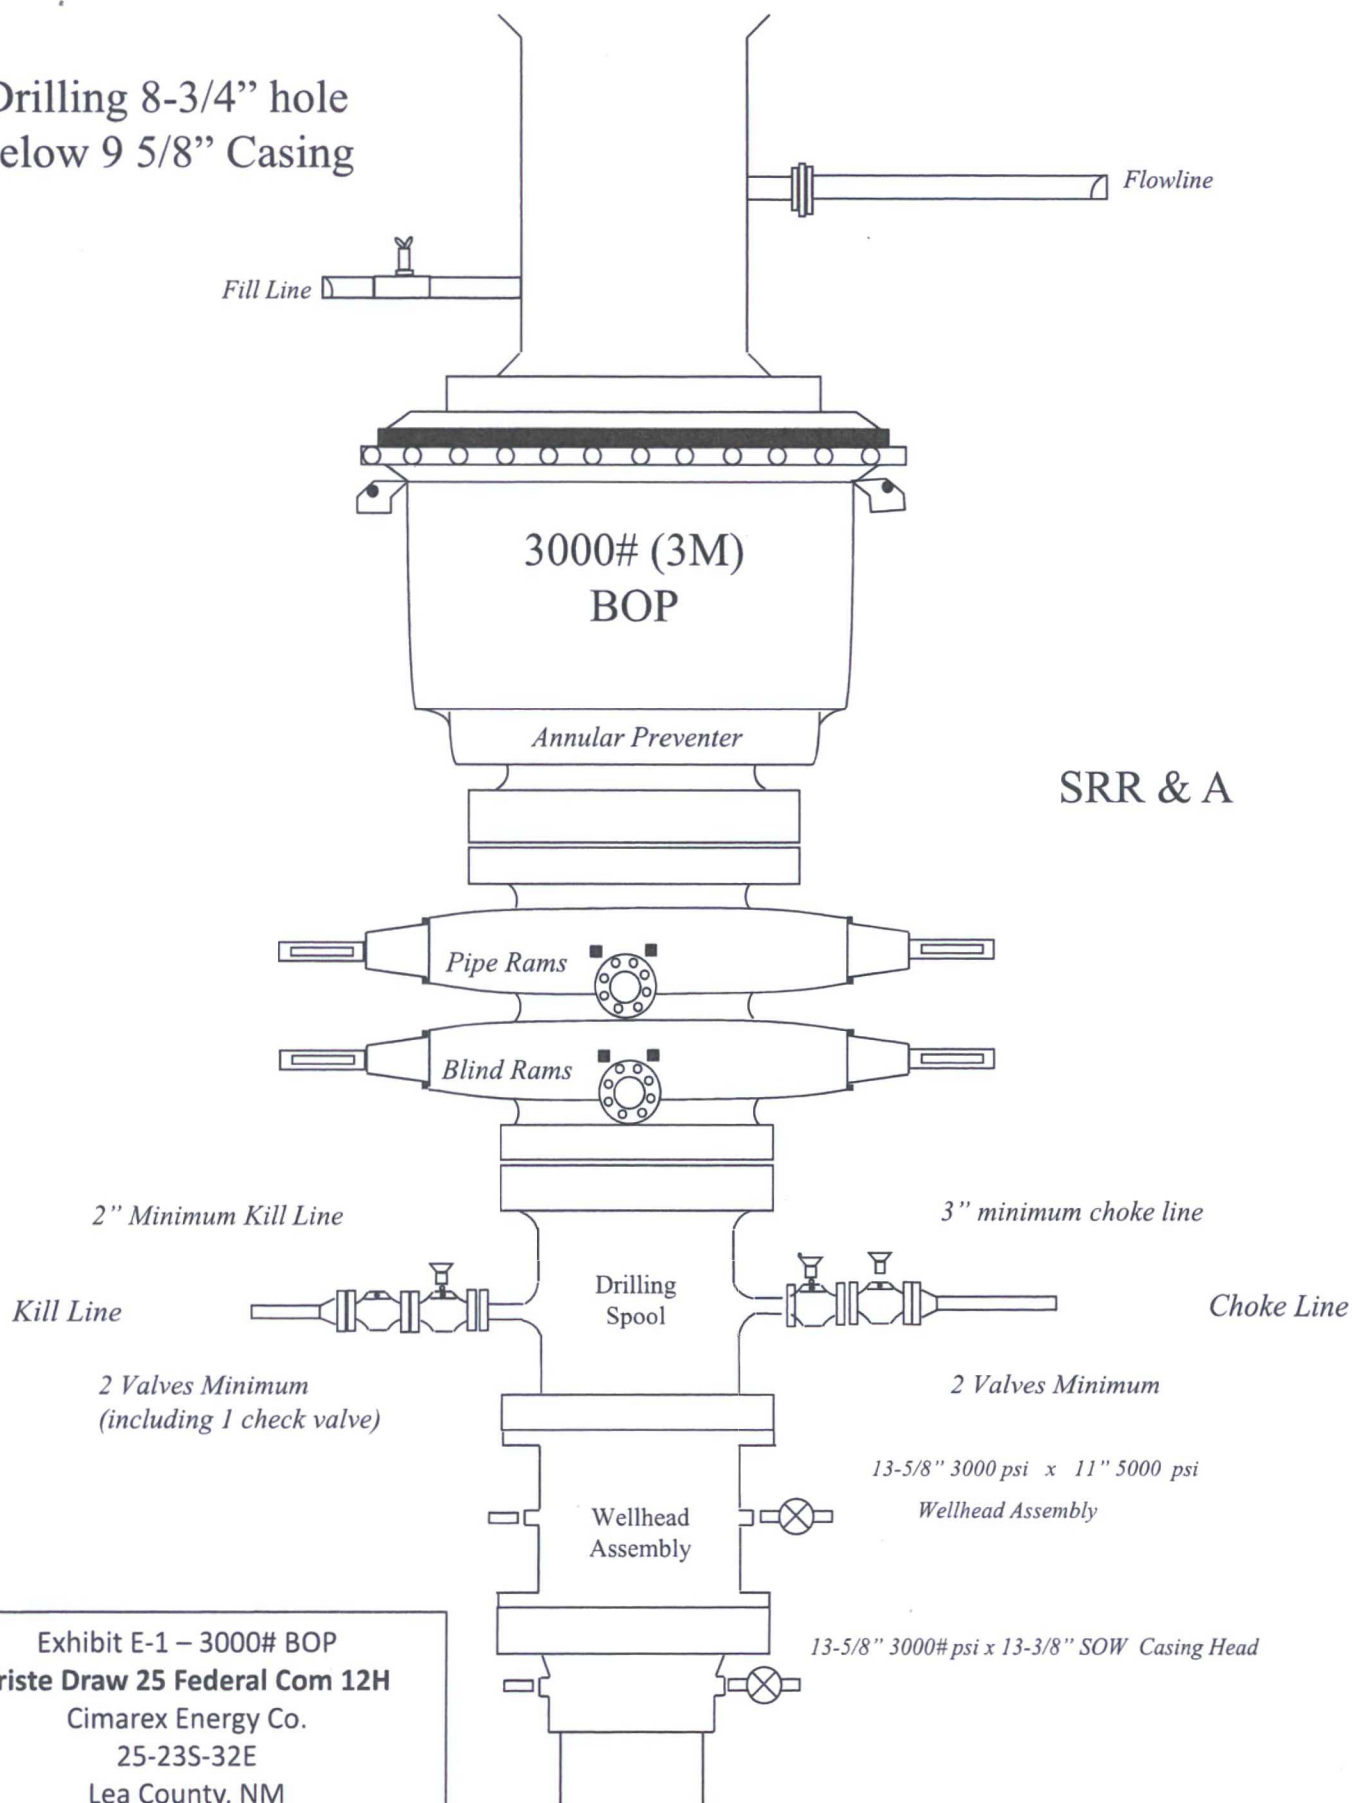 Drilling 8-3/4” hole
elow 9 5/8” Casing
Flowline
Fill Line
3000# (3M)
BOP
Annular Preventer
SRR & A
Pipe Rams
Blind Rams
2” Minimum Kill Line
3” minimum choke line
Drilling
Spool
Kill Line
Choke Line
2 Valves Minimum
(including 1 check valve)
2 Valves Minimum
13-5/8” 3000 psi x 11” 5000 psi
Wellhead Assembly
Wellhead
Assembly
13-5/8” 3000# psi x 13-3/8” SOW Casing Head
Exhibit E-1 – 3000# BOP
riste Draw 25 Federal Com 12H
Cimarex Energy Co.
25-23S-32E
Lea County, NM